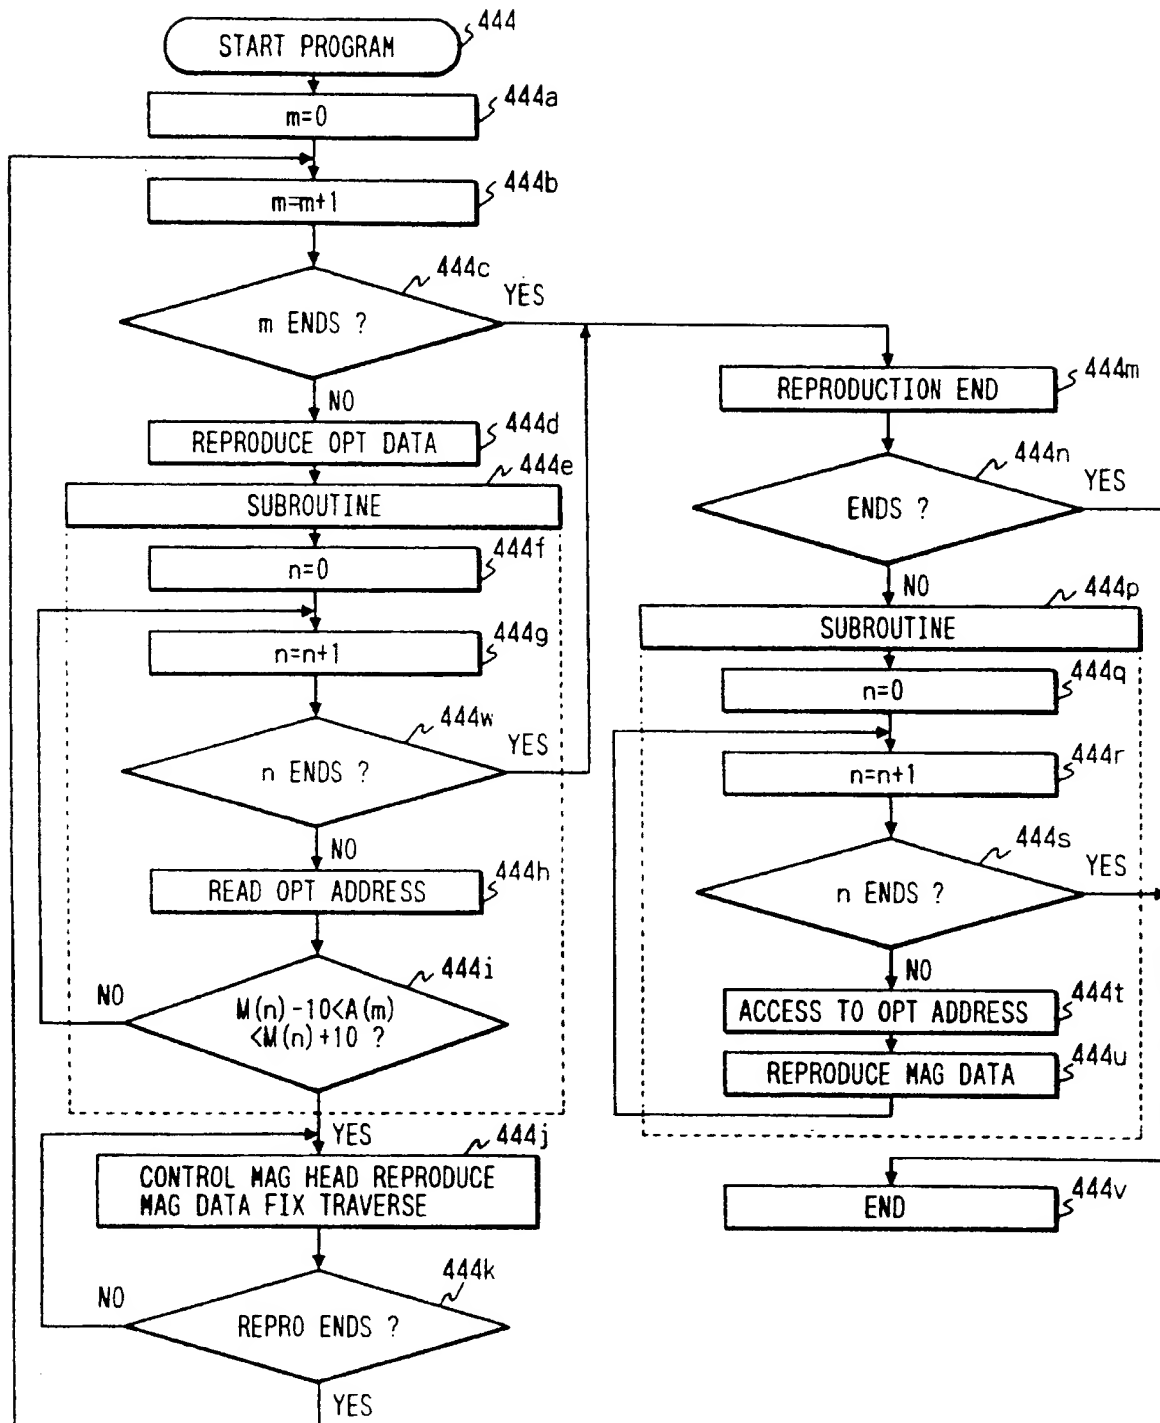 START PROGRAM
444
m=0
444a
m=m+1
444b
m ENDS ?
444c
YES
NO
REPRODUCE OPT DATA
444d
SUBROUTINE
444e
n=0
444f
n=n+1
444g
n ENDS ?
444w
YES
NO
READ OPT ADDRESS
444h
M(n)-10<A(m)
<M(n)+10 ?
444i
NO
YES
CONTROL MAG HEAD REPRODUCE
MAG DATA FIX TRAVERSE
444j
REPRO ENDS ?
444k
NO
YES
REPRODUCTION END
444m
ENDS ?
444n
YES
NO
SUBROUTINE
444p
n=0
444q
n=n+1
444r
n ENDS ?
444s
YES
NO
ACCESS TO OPT ADDRESS
444t
REPRODUCE MAG DATA
444u
END
444v